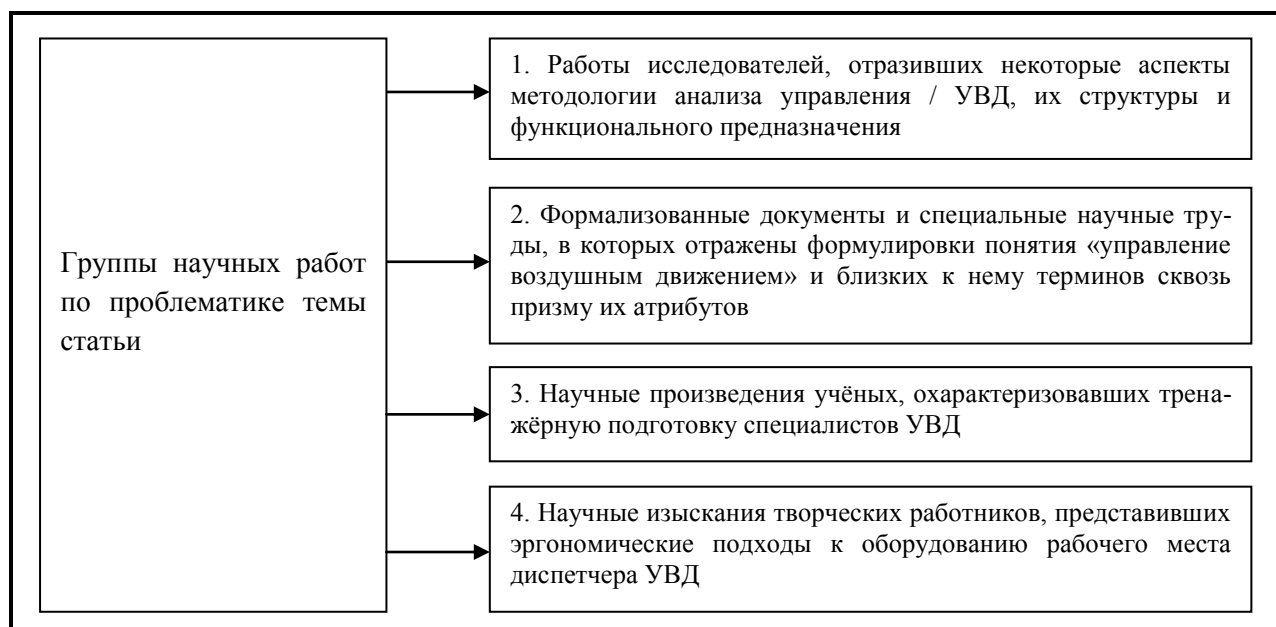 Группы научных работ
по проблематике темы
статьи
1. Работы исследователей, отразивших некоторые аспекты
методологии анализа управления / УВД, их структуры и
функционального предназначения
2. Формализованные документы и специальные научные тру-
ды, в которых отражены формулировки понятия «управление
воздушным движением» и близких к нему терминов сквозь
призму их атрибутов
3. Научные произведения учёных, охарактеризовавших трена-
жёрную подготовку специалистов УВД
4. Научные изыскания творческих работников, представивших
эргономические подходы к оборудованию рабочего места
диспетчера УВД